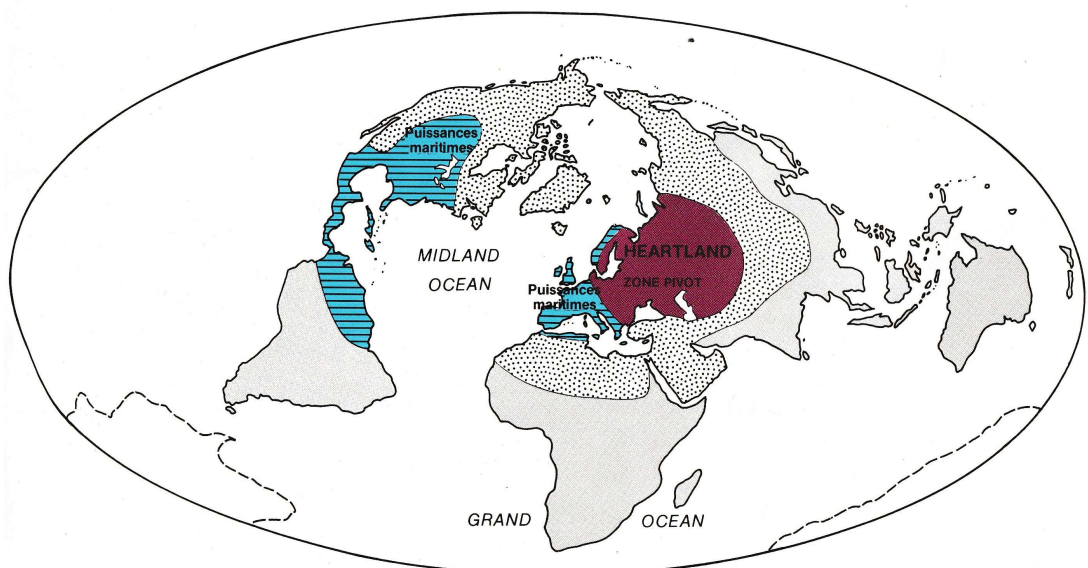 Puissances
maritimes
MIDLAND
OCEAN
HEARTLAND
ZONE PIVOT
Puissances
maritimes
GRAND OCEAN